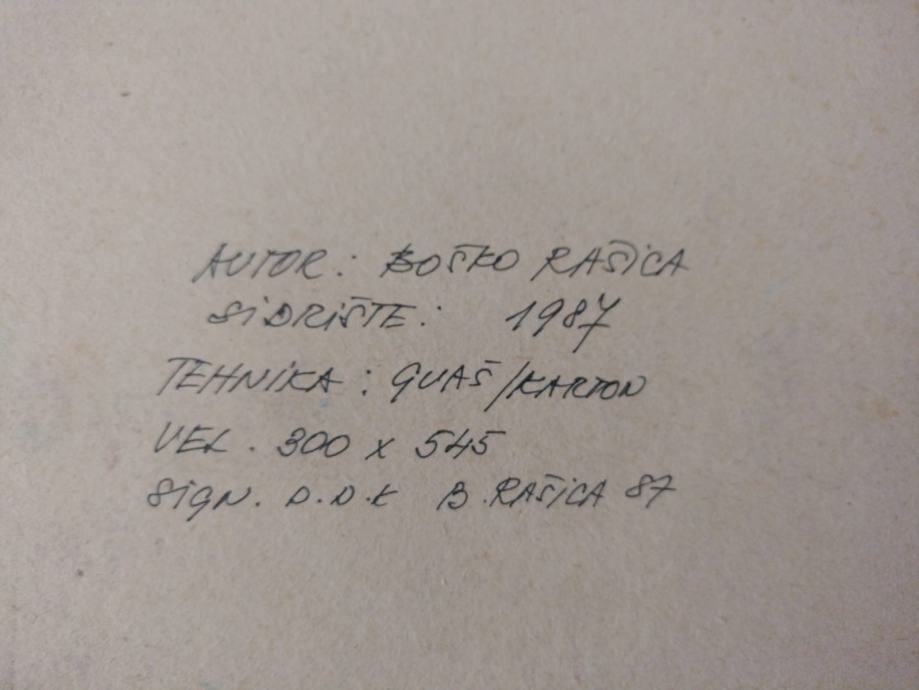 AUTOR: BOŠKO RAŠICA
SIDRIŠTE: 1987
TEHNIKA: GUAŠ/KARTON
VEL. 300 x 545
SIGN. D.D.K B.RAŠICA 87